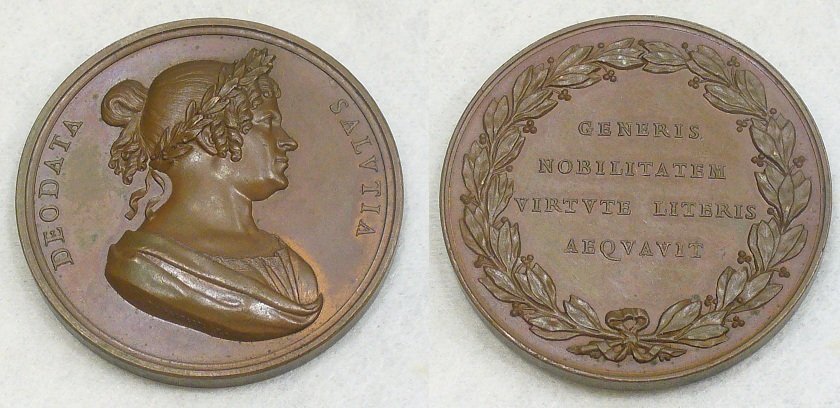 DEODATA
SALVTIA
GENERIS
NOBILITATEM
VIRTVTE LITERIS
AEQVAVIT